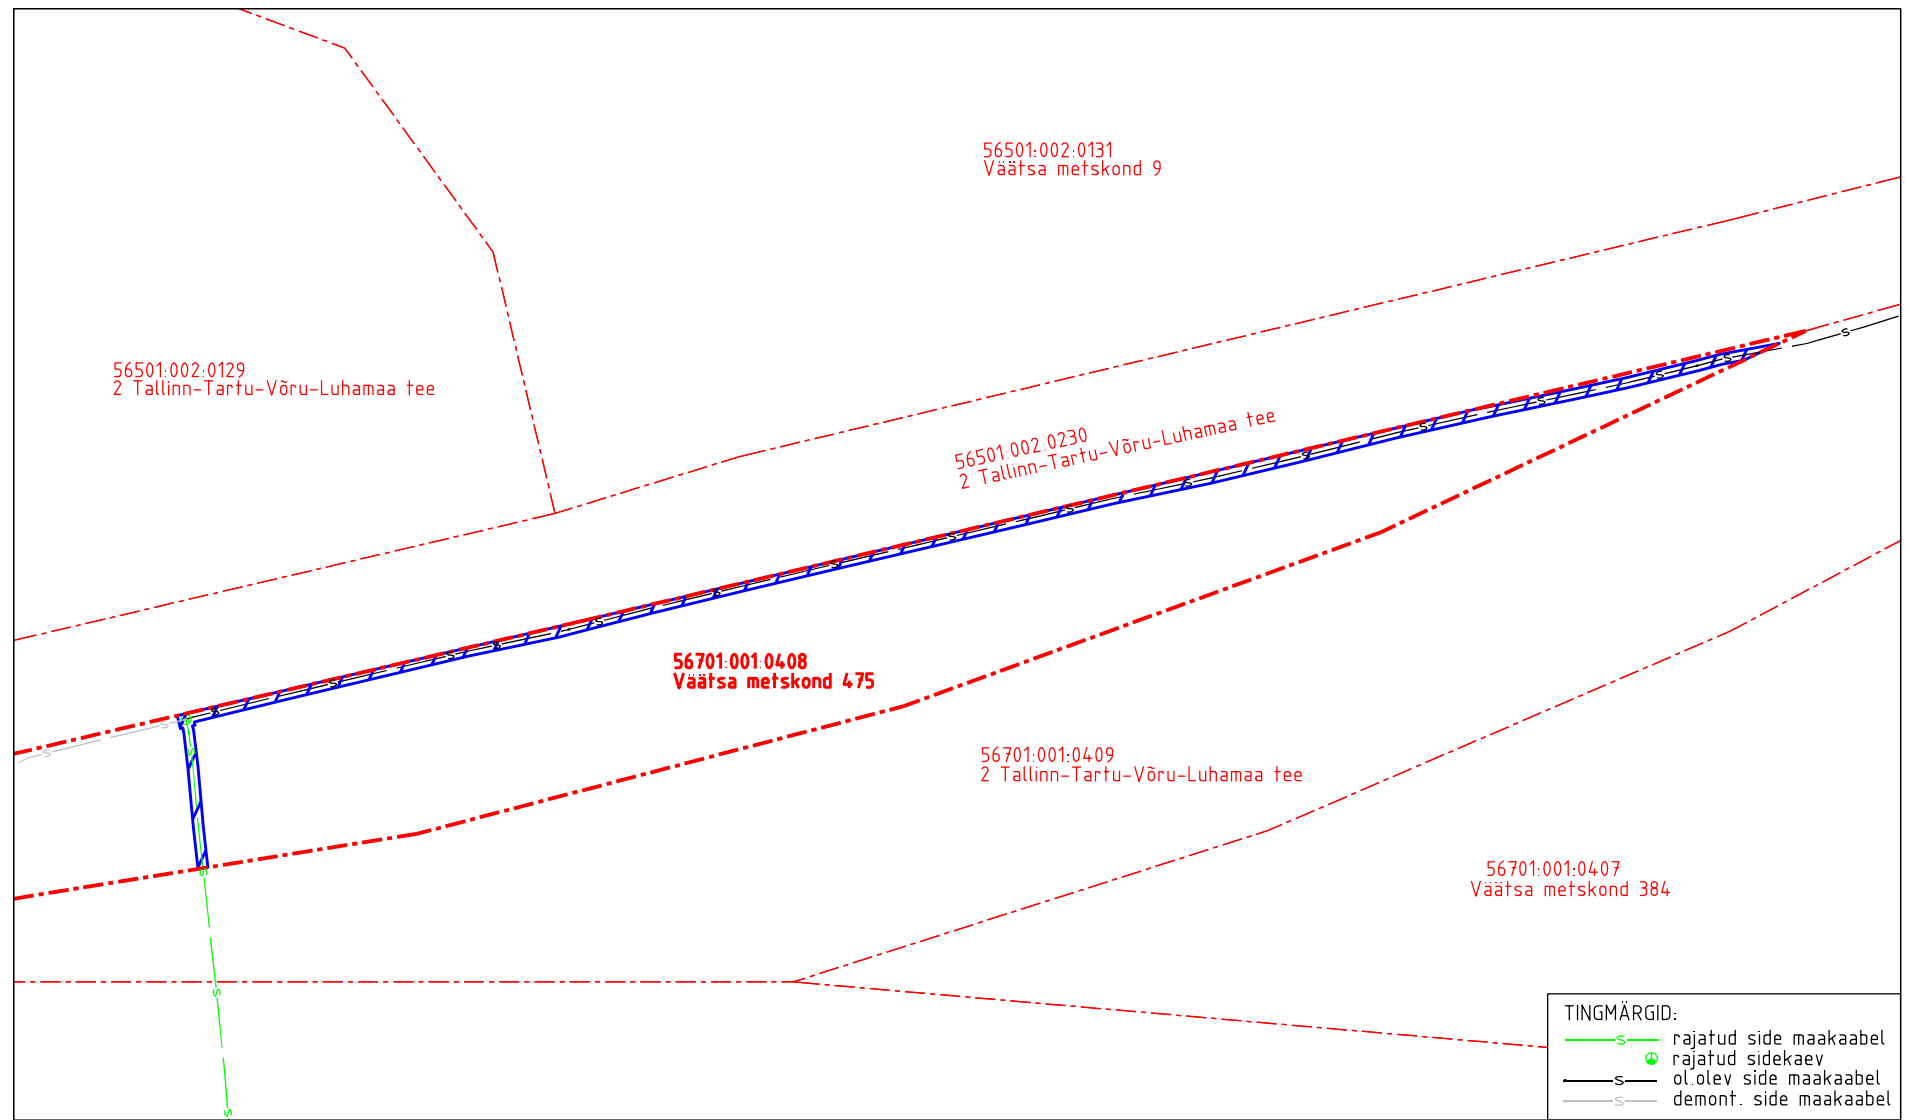 56501:002:0131
Väätsa metskond 9
56501:002:0129
2 Tallinn-Tartu-Võru-Luhamaa tee
56501:002:0230
2 Tallinn-Tartu-Võru-Luhamaa tee
56701:001:0408
Väätsa metskond 475
56701:001:0409
2 Tallinn-Tartu-Võru-Luhamaa tee
56701:001:0407
Väätsa metskond 384
TINGMÄRGID:
S rajatud side maakaabel
rajatud sidekaev
S ol.olev side maakaabel
S demont. side maakaabel